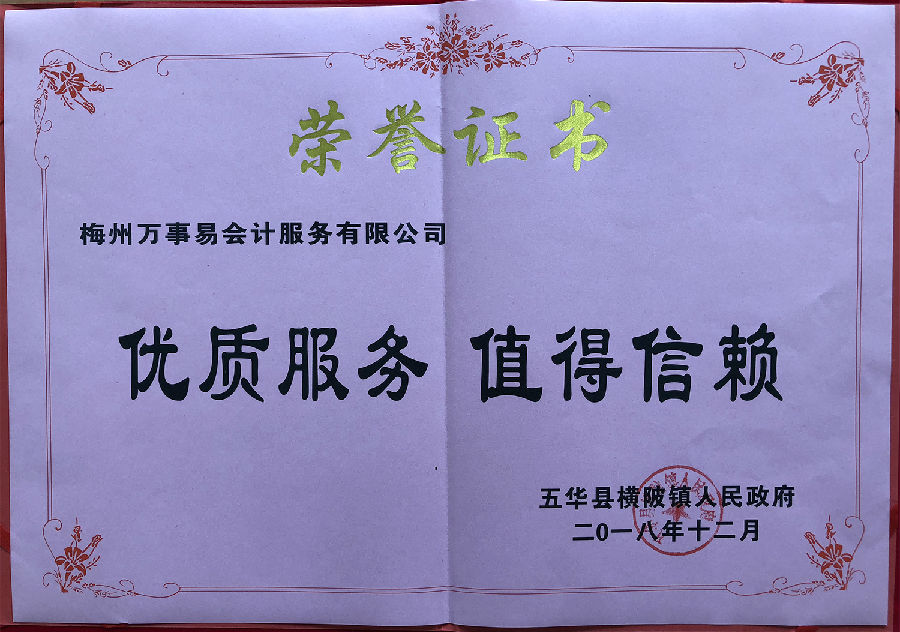 荣誉证书
梅州万事易会计服务有限公司
优质服务 值得信赖
五华县横陂镇人民政府
二0一八年十二月